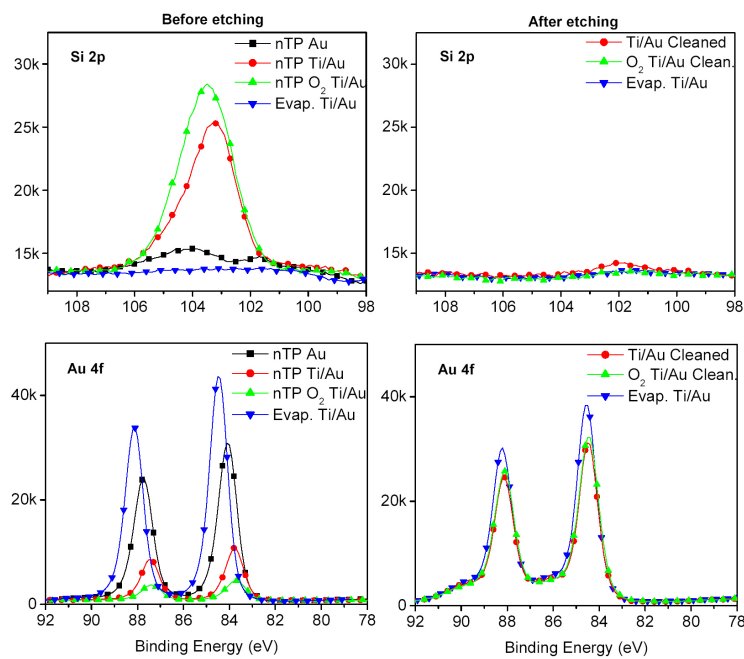 Before etching
After etching
Si 2p
nTP Au
nTP Ti/Au
nTP O₂ Ti/Au
Evap. Ti/Au
30k
25k
20k
15k
108 106 104 102 100 98
Si 2p
Ti/Au Cleaned
O₂ Ti/Au Clean.
Evap. Ti/Au
30k
25k
20k
15k
108 106 104 102 100 98
Au 4f
nTP Au
nTP Ti/Au
nTP O₂ Ti/Au
Evap. Ti/Au
40k
20k
0
92 90 88 86 84 82 80 78
Binding Energy (eV)
Au 4f
Ti/Au Cleaned
O₂ Ti/Au Clean.
Evap. Ti/Au
40k
20k
0
92 90 88 86 84 82 80 78
Binding Energy (eV)